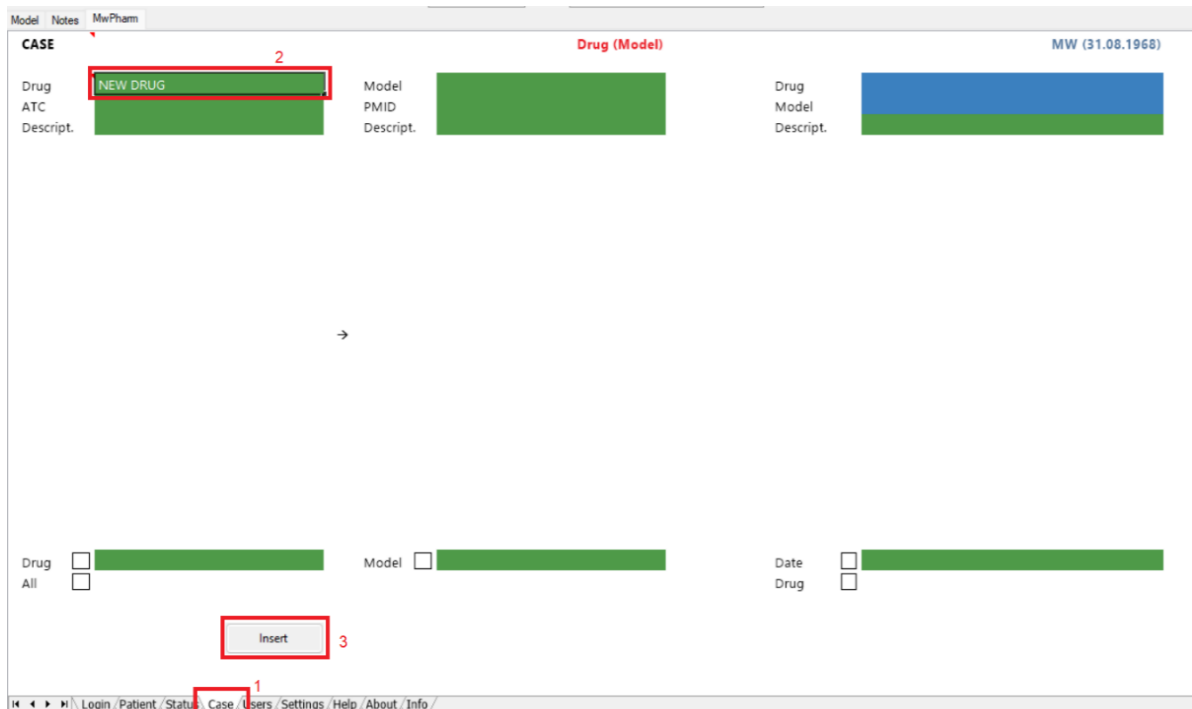 Model Notes MwPharm
CASE Drug (Model) MW (31.08.1968)
2
Drug NEW DRUG Model Drug
ATC PMID Model
Descript. Descript. Descript.
→
Drug Model Date
All Drug
Insert 3
1
Login Patient Status Case Users Settings Help About Info